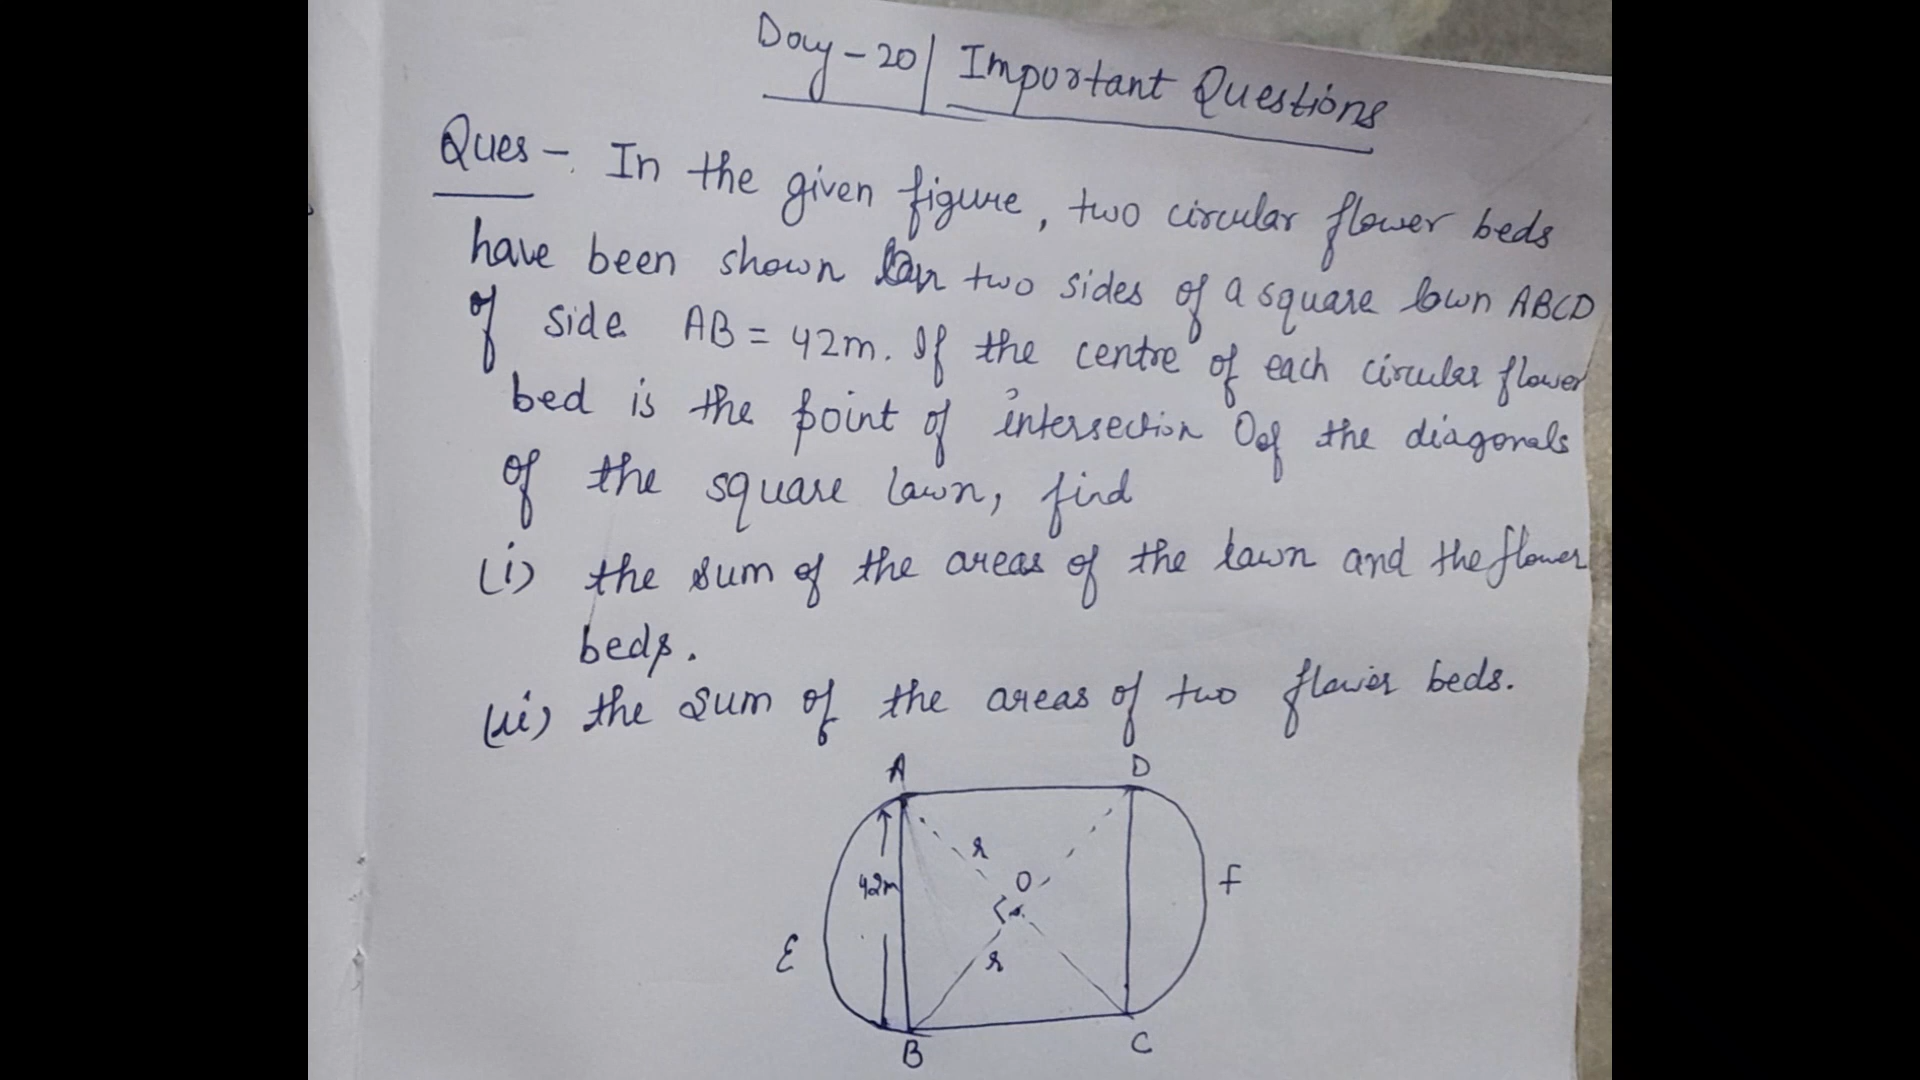 Day-20 | Important Questions
Ques - In the given figure, two circular flower beds
have been shown on two sides of a square lawn ABCD
of side AB = 42m. If the centre of each circular flower
bed is the point of intersection O of the diagonals
of the square lawn, find
(i) the sum of the areas of the lawn and the flower
beds.
(ii) the sum of the areas of two flower beds.
A D
r
42m O F
E r
B C